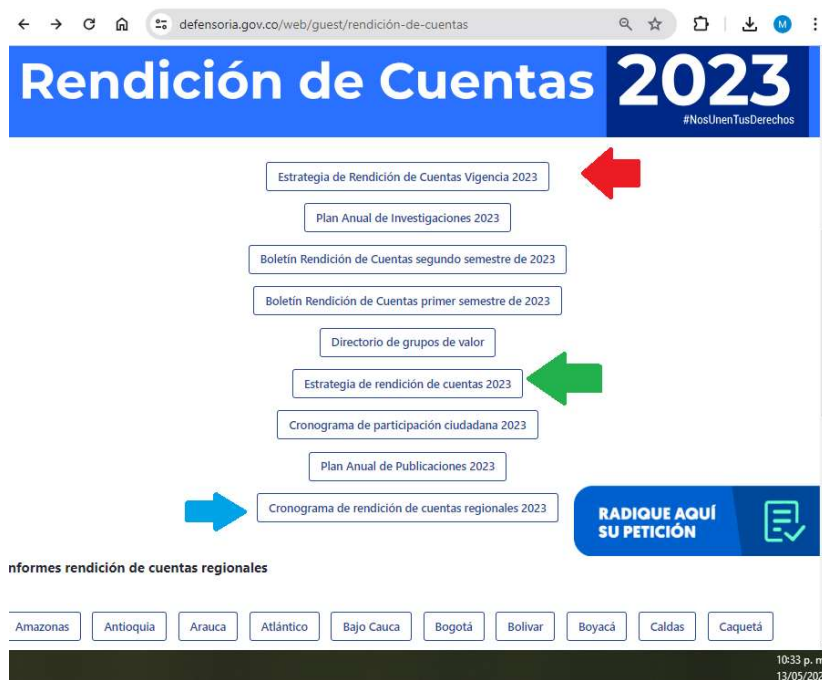 defensoria.gov.co/web/guest/rendición-de-cuentas
M
Rendición de Cuentas 2023
#NosUnenTusDerechos
Estrategia de Rendición de Cuentas Vigencia 2023
Plan Anual de Investigaciones 2023
Boletín Rendición de Cuentas segundo semestre de 2023
Boletín Rendición de Cuentas primer semestre de 2023
Directorio de grupos de valor
Estrategia de rendición de cuentas 2023
Cronograma de participación ciudadana 2023
Plan Anual de Publicaciones 2023
Cronograma de rendición de cuentas regionales 2023
RADIQUE AQUÍ
SU PETICIÓN
nformes rendición de cuentas regionales
Amazonas Antioquia Arauca Atlántico Bajo Cauca Bogotá Bolivar Boyacá Caldas Caquetá
10:33 p. m
13/05/202